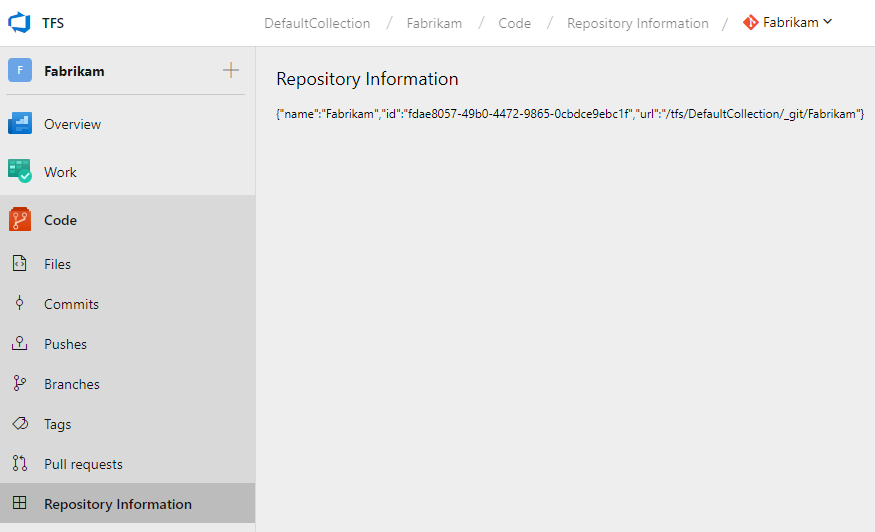 TFS
DefaultCollection / Fabrikam / Code / Repository Information / Fabrikam
F Fabrikam
Overview
Work
Code
Files
Commits
Pushes
Branches
Tags
Pull requests
Repository Information
Repository Information
{"name":"Fabrikam","id":"fdae8057-49b0-4472-9865-0cbdce9ebc1f","url":"/tfs/DefaultCollection/_git/Fabrikam"}